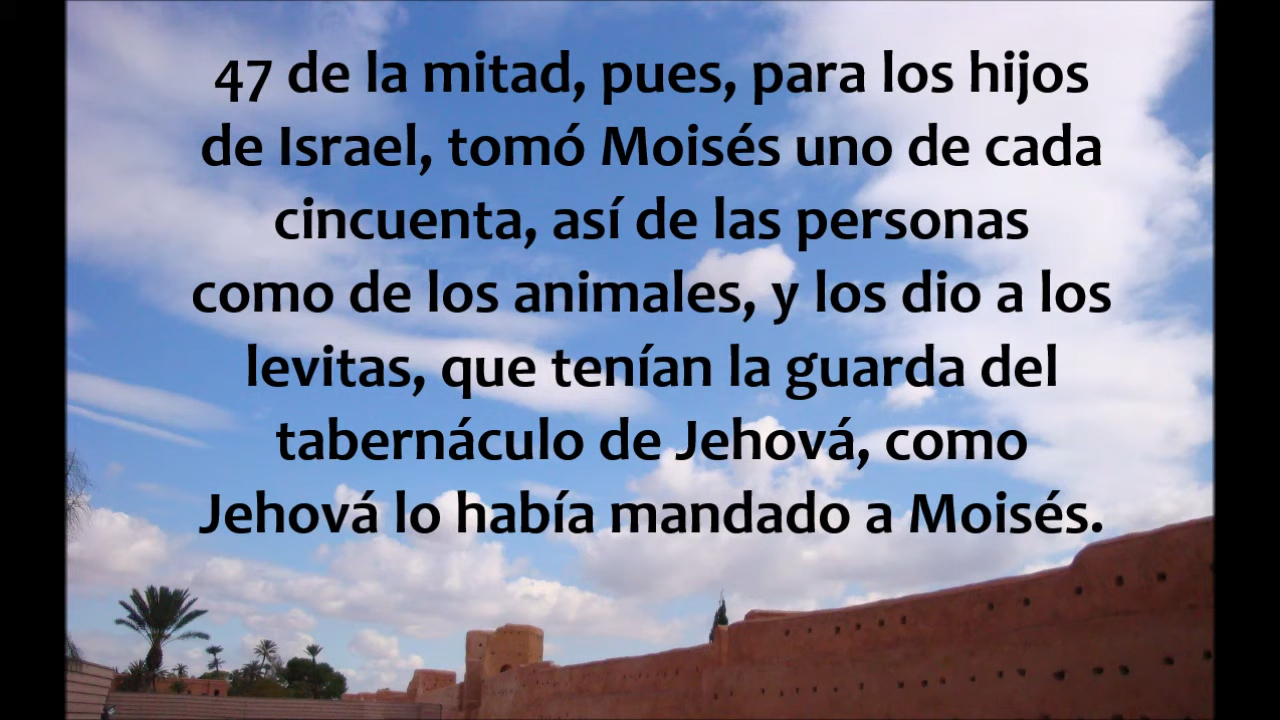 47 de la mitad, pues, para los hijos
de Israel, tomó Moisés uno de cada
cincuenta, así de las personas
como de los animales, y los dio a los
levitas, que tenían la guarda del
tabernáculo de Jehová, como
Jehová lo había mandado a Moisés.